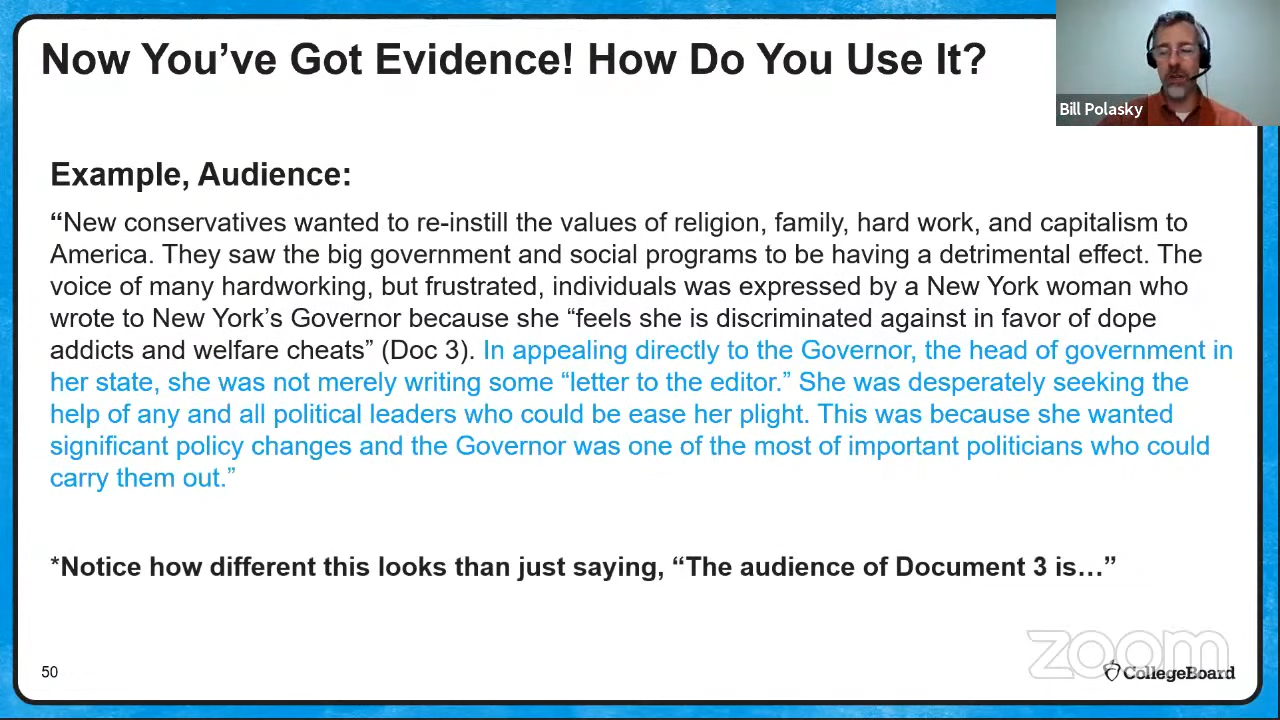 Now You’ve Got Evidence! How Do You Use It?
Bill Polasky
Example, Audience:
“New conservatives wanted to re-instill the values of religion, family, hard work, and capitalism to
America. They saw the big government and social programs to be having a detrimental effect. The
voice of many hardworking, but frustrated, individuals was expressed by a New York woman who
wrote to New York’s Governor because she “feels she is discriminated against in favor of dope
addicts and welfare cheats” (Doc 3). In appealing directly to the Governor, the head of government in
her state, she was not merely writing some “letter to the editor.” She was desperately seeking the
help of any and all political leaders who could be ease her plight. This was because she wanted
significant policy changes and the Governor was one of the most of important politicians who could
carry them out.”
*Notice how different this looks than just saying, “The audience of Document 3 is…”
zoom
50
CollegeBoard